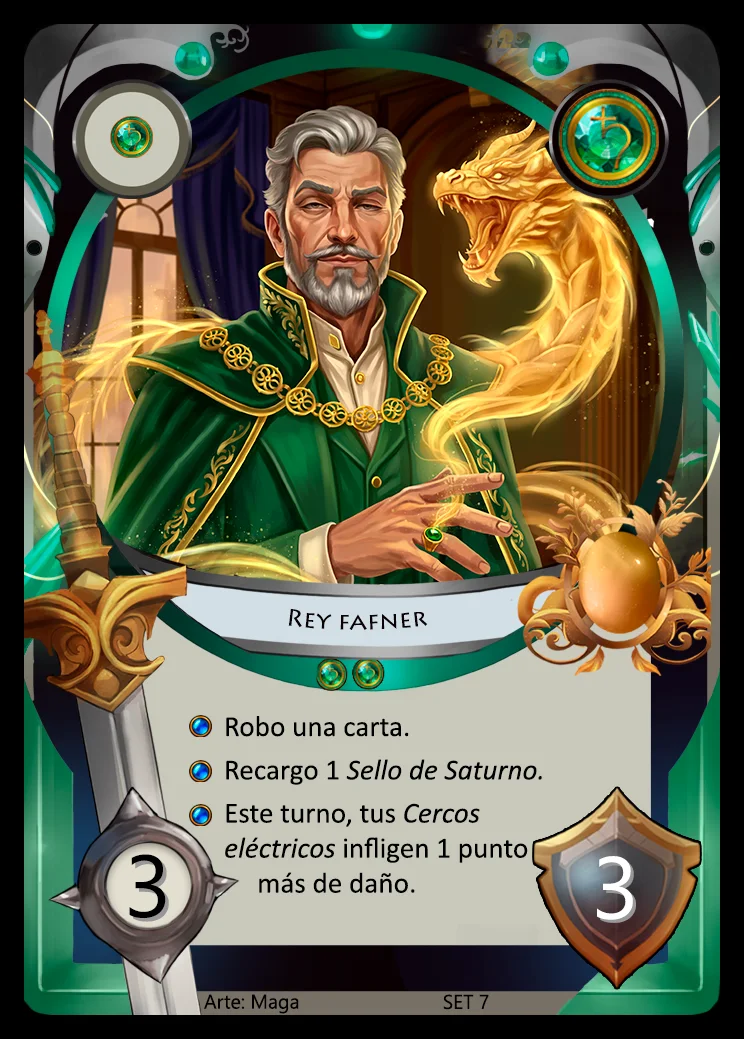 Rey fafner
Robo una carta.
Recargo 1 Sello de Saturno.
Este turno, tus Cercos
eléctricos infligen 1 punto
más de daño.
3
3
Arte: Maga
SET 7